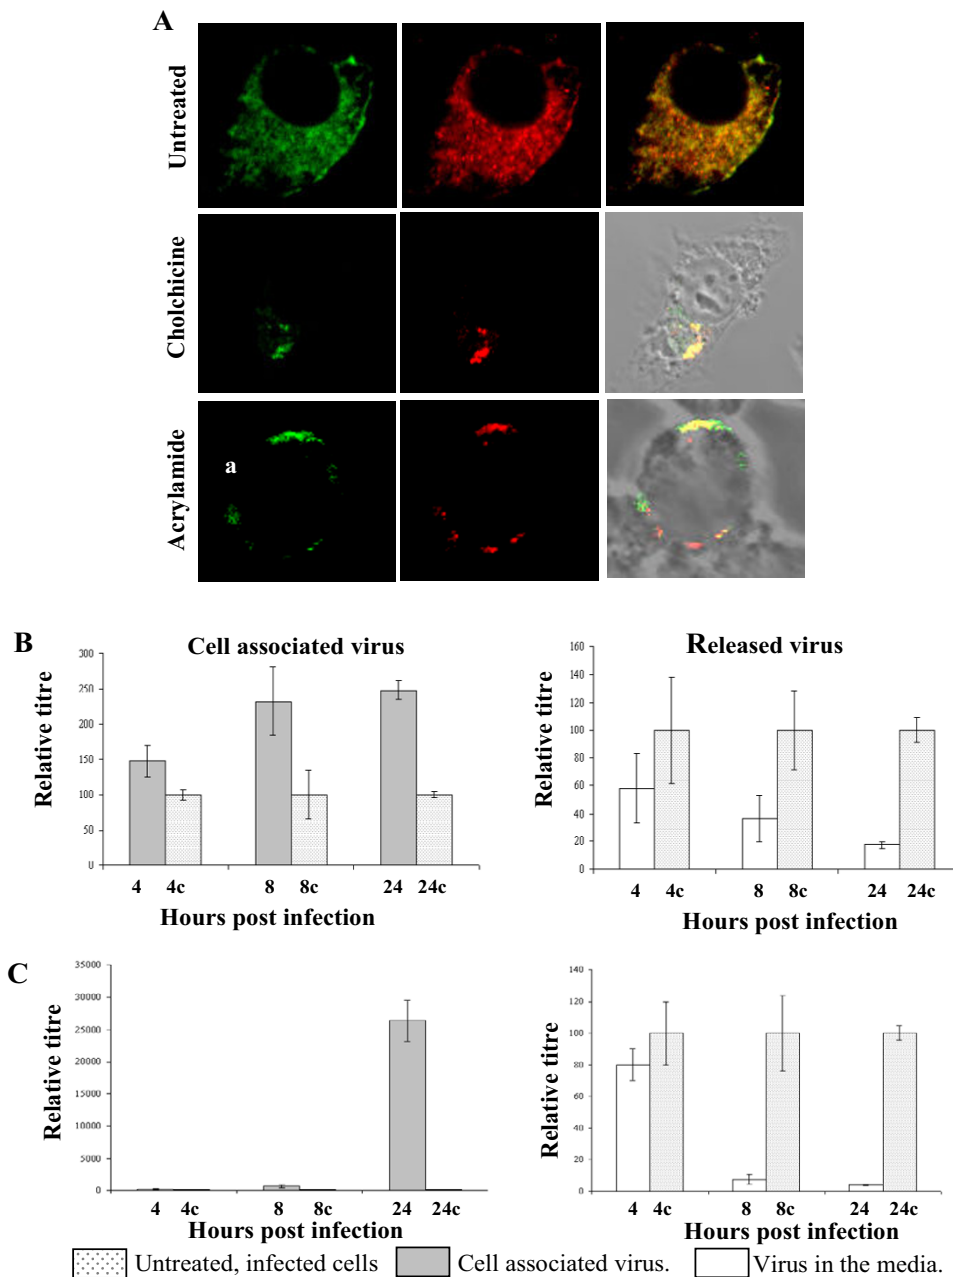 A
Untreated
Cholchicine
Acrylamide
a
B
Cell associated virus
Relative titre
300
250
200
150
100
50
0
4 4c 8 8c 24 24c
Hours post infection
Released virus
Relative titre
160
140
120
100
80
60
40
20
0
4 4c 8 8c 24 24c
Hours post infection
C
Relative titre
35000
30000
25000
20000
15000
10000
5000
0
4 4c 8 8c 24 24c
Hours post infection
Relative titre
140
120
100
80
60
40
20
0
4 4c 8 8c 24 24c
Hours post infection
Untreated, infected cells
Cell associated virus.
Virus in the media.